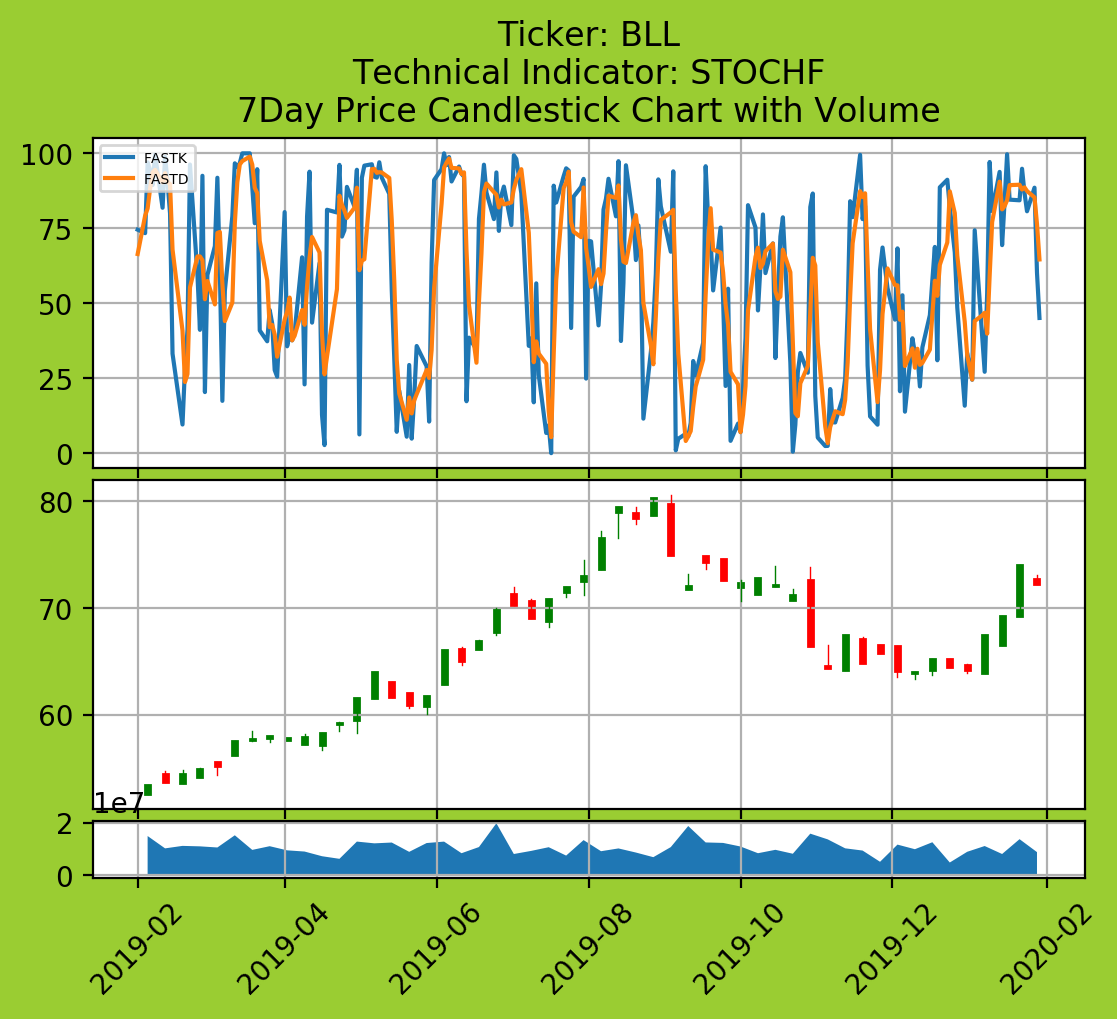 Ticker: BLL
Technical Indicator: STOCHF
7Day Price Candlestick Chart with Volume
100
75
50
25
0
FASTK
FASTD
80
70
60
1e7
2
0
2019-02
2019-04
2019-06
2019-08
2019-10
2019-12
2020-02